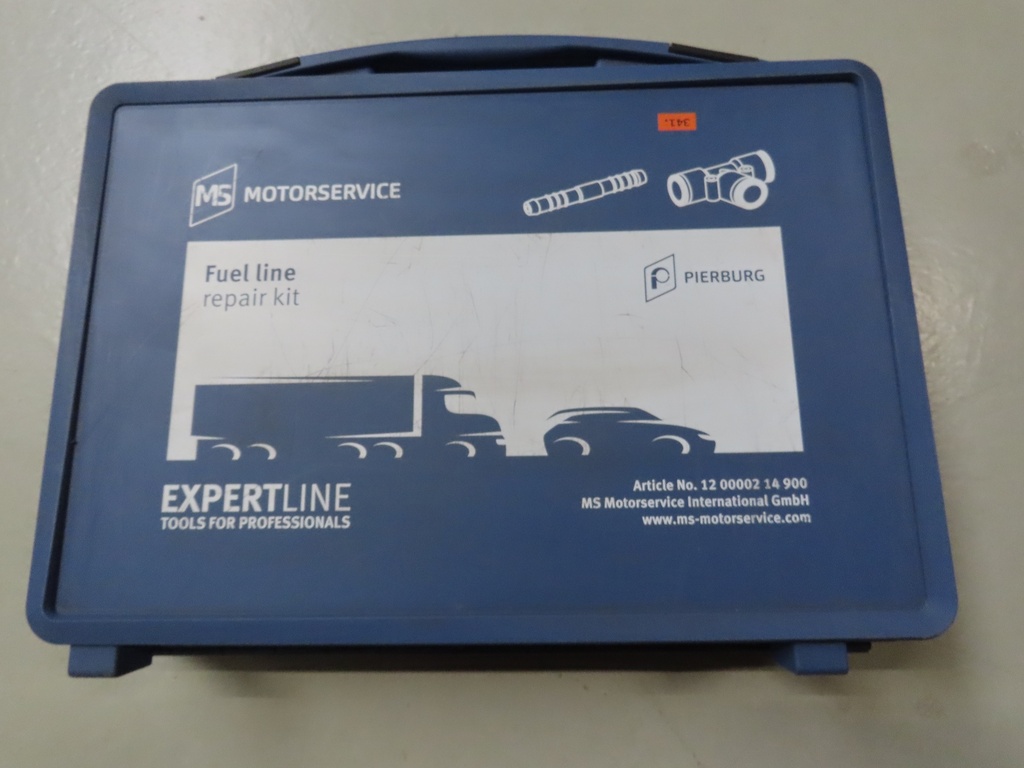 341.
MS MOTORSERVICE
Fuel line
repair kit
PIERBURG
EXPERTLINE
TOOLS FOR PROFESSIONALS
Article No. 12 00002 14 900
MS Motorservice International GmbH
www.ms-motorservice.com